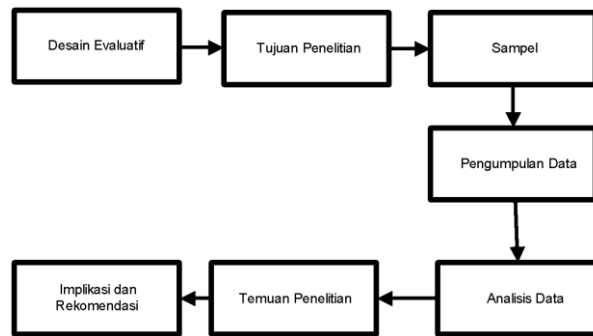 Desain Evaluatif
Tujuan Penelitian
Sampel
Pengumpulan Data
Analisis Data
Temuan Penelitian
Implikasi dan
Rekomendasi